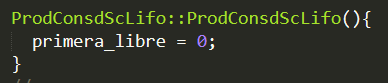 ProdConsdScLifo::ProdConsdScLifo(){
  primera_libre = 0;
}